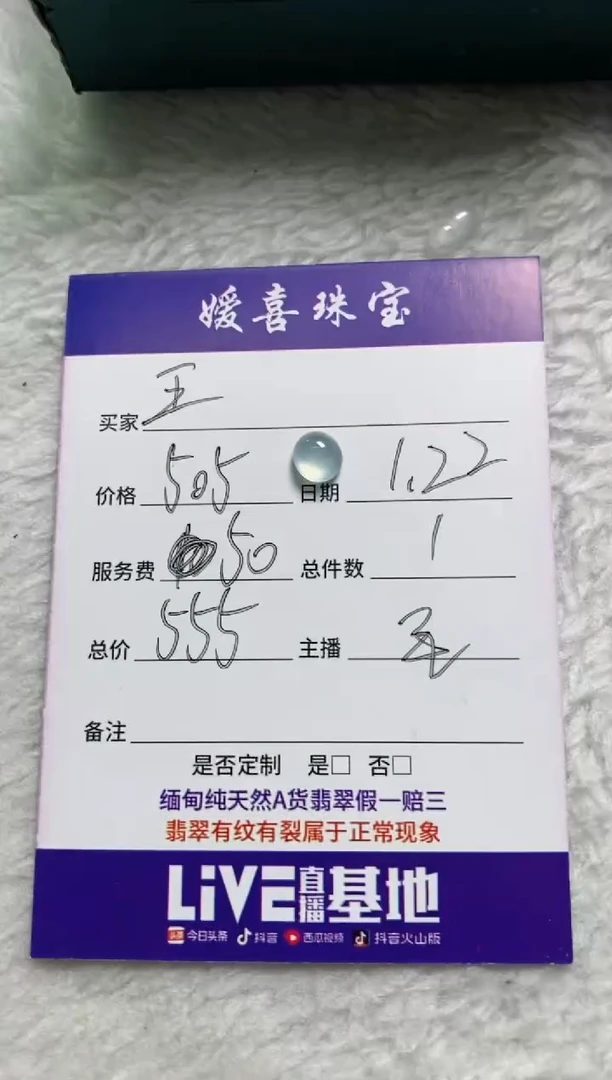 媛喜珠宝
买家 王
价格 505 日期 1.22
服务费 50 总件数 1
总价 555 主播
备注
是否定制 是□ 否□
缅甸纯天然A货翡翠假一赔三
翡翠有纹有裂属于正常现象
LiVE直播基地
头条 今日头条 抖音 西瓜视频 抖音火山版